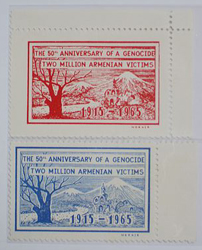 THE 50TH ANNIVERSARY OF A GENOCIDE
TWO MILLION ARMENIAN VICTIMS
1915 - 1965
THE 50TH ANNIVERSARY OF A GENOCIDE
TWO MILLION ARMENIAN VICTIMS
1915 - 1965